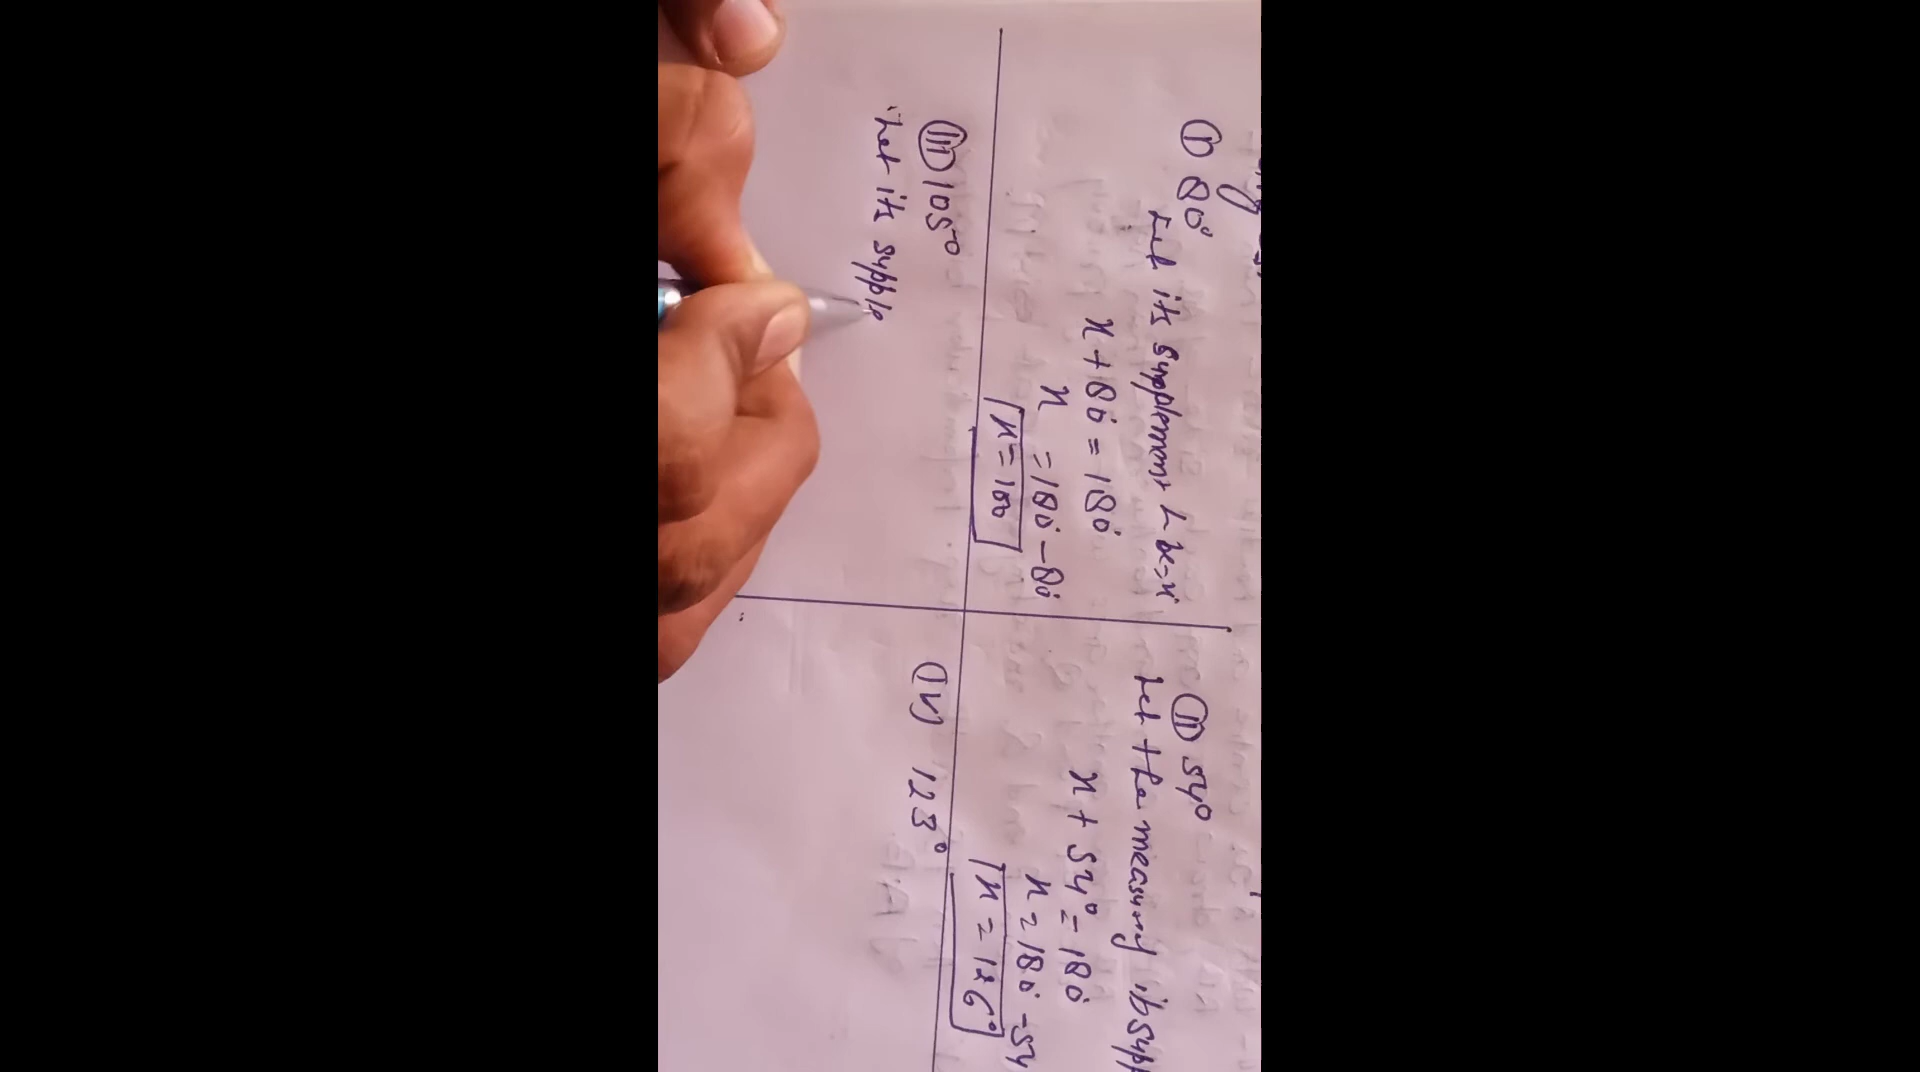 (I) 80°
Let its supplement ∠ be = x
x + 80° = 180°
x = 180° - 80°
x = 100
(II) 54°
Let the measure its supp
x + 54° = 180°
x = 180° - 54
x = 126°
(III) 105°
Let its supple
(IV) 123°